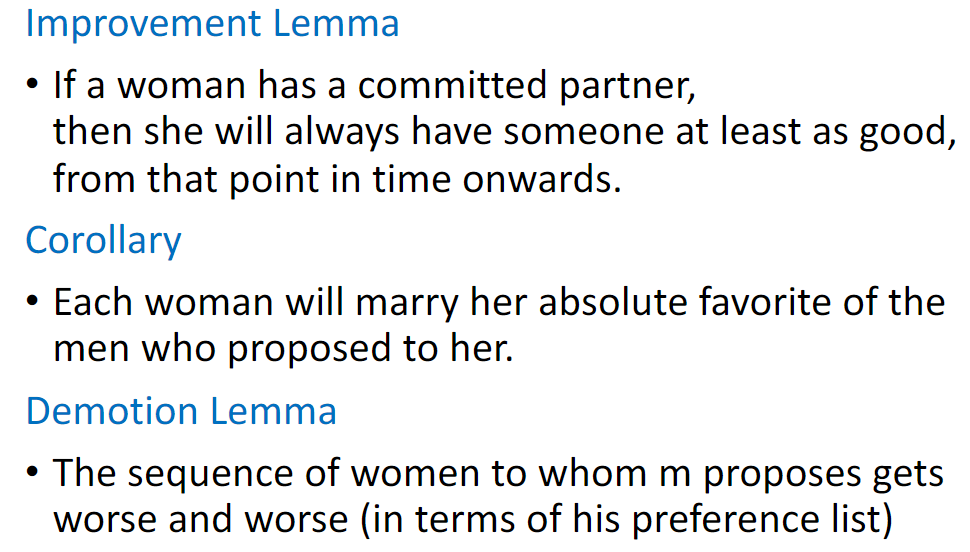 Improvement Lemma
• If a woman has a committed partner,
then she will always have someone at least as good,
from that point in time onwards.
Corollary
• Each woman will marry her absolute favorite of the
men who proposed to her.
Demotion Lemma
• The sequence of women to whom m proposes gets
worse and worse (in terms of his preference list)